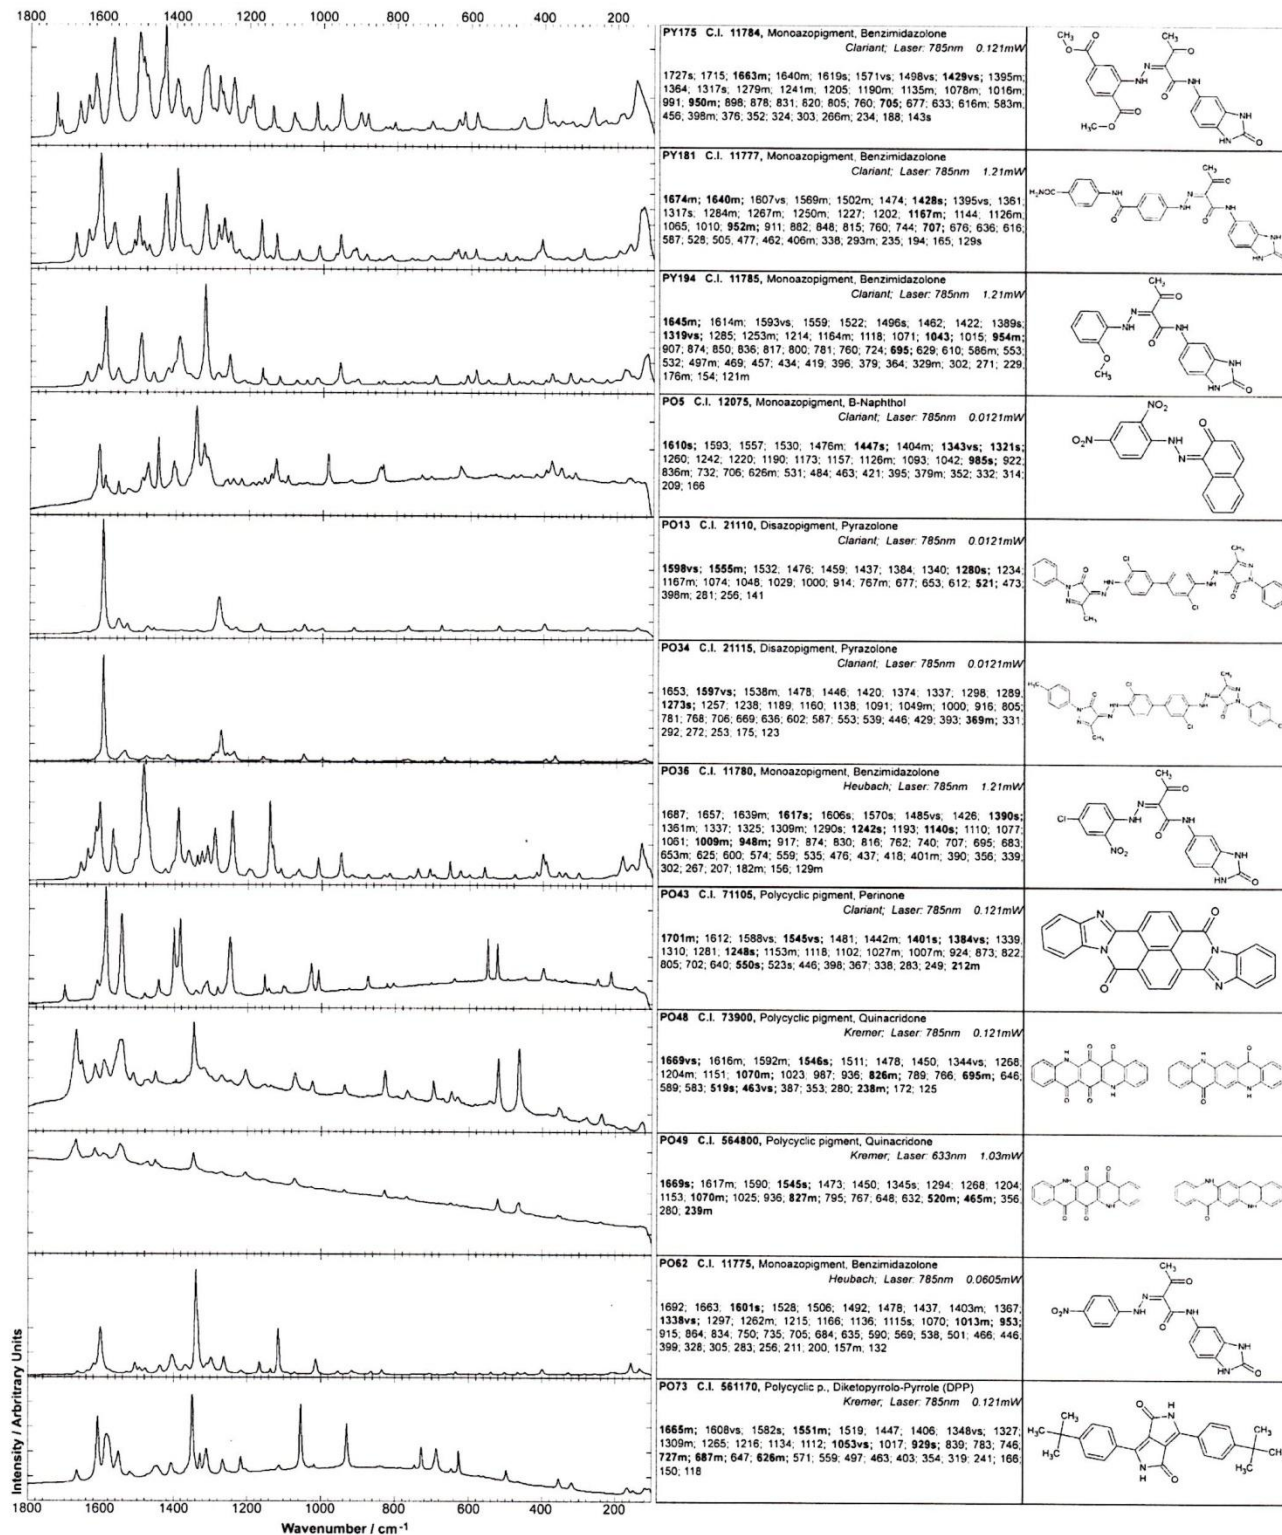 1800 1600 1400 1200 1000 800 600 400 200
PY175 C.I. 11784, Monoazopigment, Benzimidazolone
Clariant; Laser: 785nm 0.121mW
1727s; 1715; 1663m; 1640m; 1619s; 1571vs; 1498vs; 1429vs; 1395m;
1364; 1317s; 1279m; 1241m; 1205; 1190m; 1135m; 1078m; 1016m;
991; 950m; 898; 878; 831; 820; 805; 760; 705; 677; 633; 616m; 583m;
456; 398m; 376; 352; 324; 303; 266m; 234; 188; 143s
PY181 C.I. 11777, Monoazopigment, Benzimidazolone
Clariant; Laser: 785nm 1.21mW
1674m; 1640m; 1607vs; 1569m; 1502m; 1474; 1428s; 1395vs; 1361;
1317s; 1284m; 1267m; 1250m; 1227; 1202; 1167m; 1144; 1126m;
1065; 1010; 952m; 911; 882; 848; 815; 760; 744; 707; 676; 636; 616;
587; 528; 505; 477; 462; 406m; 338; 293m; 235; 194; 165; 129s
PY194 C.I. 11785, Monoazopigment, Benzimidazolone
Clariant; Laser: 785nm 1.21mW
1645m; 1614m; 1593vs; 1559; 1522; 1496s; 1462; 1422; 1389s;
1319vs; 1285; 1253m; 1214; 1164m; 1118; 1071; 1043; 1015; 954m;
907; 874; 850; 836; 817; 800; 781; 760; 724; 695; 629; 610; 586m; 553;
532; 497m; 469; 457; 434; 419; 396; 379; 364; 329m; 302; 271; 229;
176m; 154; 121m
PO5 C.I. 12075, Monoazopigment, B-Naphthol
Clariant; Laser: 785nm 0.0121mW
1610s; 1593; 1557; 1530; 1476m; 1447s; 1404m; 1343vs; 1321s;
1260; 1242; 1220; 1190; 1173; 1157; 1126m; 1093; 1042; 985s; 922;
836m; 732; 706; 626m; 531; 484; 463; 421; 395; 379m; 352; 332; 314;
209; 166
PO13 C.I. 21110, Disazopigment, Pyrazolone
Clariant; Laser: 785nm 0.0121mW
1598vs; 1555m; 1532; 1476; 1459; 1437; 1384; 1340; 1280s; 1234;
1167m; 1074; 1048; 1029; 1000; 914; 767m; 677; 653; 612; 521; 473;
398m; 281; 256; 141
PO34 C.I. 21115, Disazopigment, Pyrazolone
Clariant; Laser: 785nm 0.0121mW
1653, 1597vs; 1538m; 1478; 1446; 1420; 1374; 1337; 1298; 1289;
1273s; 1257; 1238; 1189; 1160; 1138; 1091; 1049m; 1000; 916; 805;
781; 768; 706; 669; 636; 602; 587; 553; 539; 446; 429; 393; 369m; 331;
292; 272; 253; 175; 123
PO36 C.I. 11780, Monoazopigment, Benzimidazolone
Heubach; Laser: 785nm 1.21mW
1687; 1657; 1639m; 1617s; 1606s; 1570s; 1485vs; 1426; 1390s;
1361m; 1337; 1325; 1309m; 1290s; 1242s; 1193; 1140s; 1110; 1077;
1061; 1009m; 948m; 917; 874; 830; 816; 762; 740; 707; 695; 683;
653m; 625; 600; 574; 559; 535; 476; 437; 418; 401m; 390; 356; 339;
302; 267; 207; 182m; 156; 129m
PO43 C.I. 71105, Polycyclic pigment, Perinone
Clariant; Laser: 785nm 0.121mW
1701m; 1612; 1588vs; 1545vs; 1481; 1442m; 1401s; 1384vs; 1339;
1310; 1281; 1248s; 1153m; 1118; 1102; 1027m; 1007m; 924; 873; 822;
805; 702; 640; 550s; 523s; 446; 398; 367; 338; 283; 249; 212m
PO48 C.I. 73900, Polycyclic pigment, Quinacridone
Kremer; Laser: 785nm 0.121mW
1669vs; 1616m; 1592m; 1546s; 1511; 1478; 1450; 1344vs; 1268;
1204m; 1151; 1070m; 1023; 987; 936; 826m; 789; 766; 695m; 646;
589; 583; 519s; 463vs; 387; 353; 280; 238m; 172; 125
PO49 C.I. 564800, Polycyclic pigment, Quinacridone
Kremer; Laser: 633nm 1.03mW
1669s; 1617m; 1590; 1545s; 1473; 1450; 1345s; 1294; 1268; 1204;
1153; 1070m; 1025; 936; 827m; 795; 767; 648; 632; 520m; 465m; 356;
280; 239m
PO62 C.I. 11775, Monoazopigment, Benzimidazolone
Heubach; Laser: 785nm 0.0605mW
1692; 1663; 1601s; 1528; 1506; 1492; 1478; 1437; 1403m; 1367;
1338vs; 1297; 1262m; 1215; 1166; 1136; 1115s; 1070; 1013m; 953;
915; 864; 834; 750; 735; 705; 684; 635; 590; 569; 538; 501; 466; 446;
399; 328; 305; 283; 256; 211; 200; 157m; 132
PO73 C.I. 561170, Polycyclic p., Diketopyrrolo-Pyrrole (DPP)
Kremer; Laser: 785nm 0.121mW
1665m; 1608vs; 1582s; 1551m; 1519; 1447; 1406; 1348vs; 1327;
1309m; 1265; 1216; 1134; 1112; 1053vs; 1017; 929s; 839; 783; 746;
727m; 687m; 647; 626m; 571; 559; 497; 463; 403; 354; 319; 241; 166;
150; 118
Intensity / Arbritrary Units
1800 1600 1400 1200 1000 800 600 400 200
Wavenumber / cm⁻¹